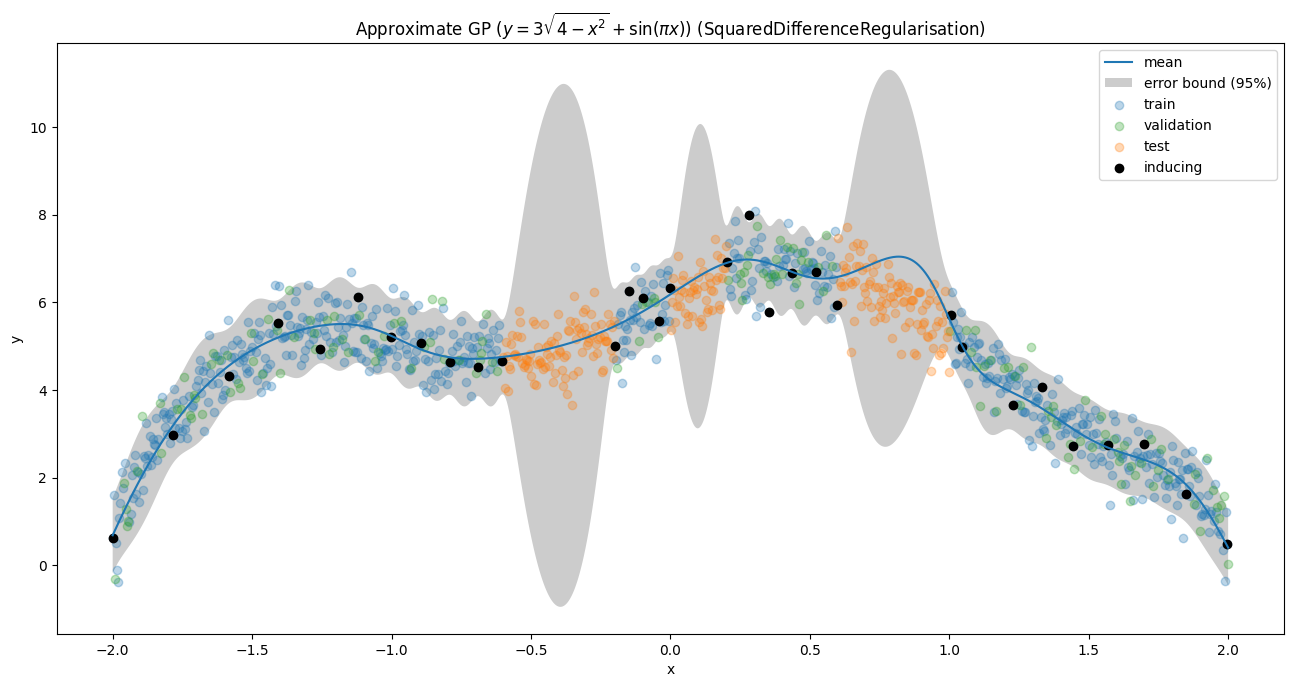 Approximate GP (y = 3√4 − x² + sin(πx)) (SquaredDifferenceRegularisation)
mean
error bound (95%)
train
validation
test
inducing
10
8
6
4
2
0
y
−2.0 −1.5 −1.0 −0.5 0.0 0.5 1.0 1.5 2.0
x